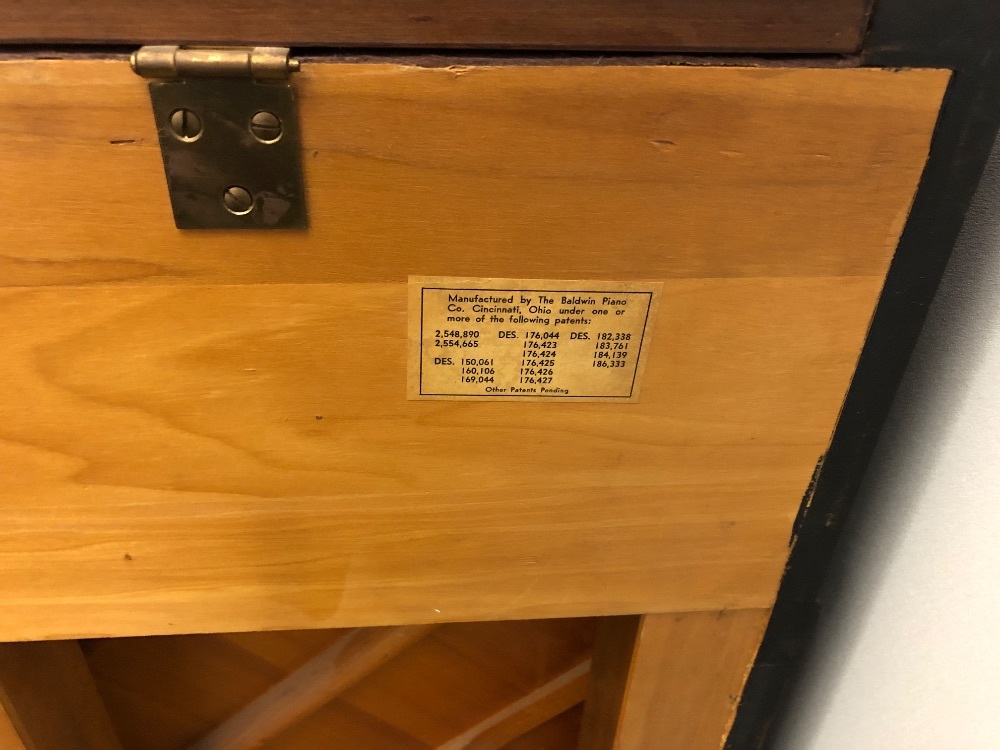 Manufactured by The Baldwin Piano
Co. Cincinnati, Ohio under one or
more of the following patents:
2,548,890 DES. 176,044 DES. 182,338
2,554,665 176,423 183,761
176,424 184,139
DES. 150,061 176,425 186,333
160,106 176,426
169,044 176,427
Other Patents Pending